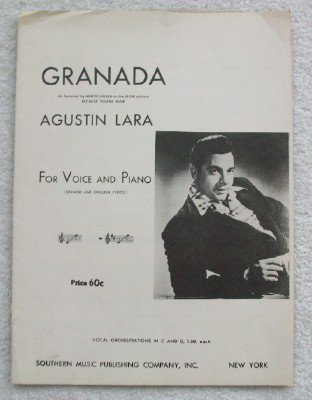 GRANADA
As featured by MARIO LANZA in the MGM picture
BECAUSE YOU'RE MINE
AGUSTIN LARA
FOR VOICE AND PIANO
(SPANISH AND ENGLISH LYRICS)
Price 60c
VOCAL ORCHESTRATIONS IN C AND D, 1.00 each
SOUTHERN MUSIC PUBLISHING COMPANY, INC. NEW YORK